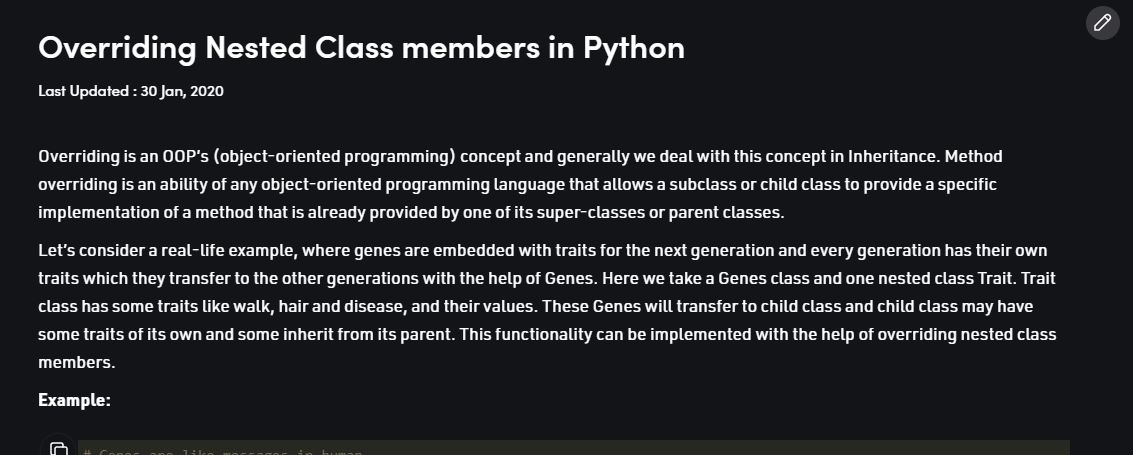 Overriding Nested Class members in Python
Last Updated : 30 Jan, 2020
Overriding is an OOP's (object-oriented programming) concept and generally we deal with this concept in Inheritance. Method
overriding is an ability of any object-oriented programming language that allows a subclass or child class to provide a specific
implementation of a method that is already provided by one of its super-classes or parent classes.
Let's consider a real-life example, where genes are embedded with traits for the next generation and every generation has their own
traits which they transfer to the other generations with the help of Genes. Here we take a Genes class and one nested class Trait. Trait
class has some traits like walk, hair and disease, and their values. These Genes will transfer to child class and child class may have
some traits of its own and some inherit from its parent. This functionality can be implemented with the help of overriding nested class
members.
Example:
# Genes are like messages in human